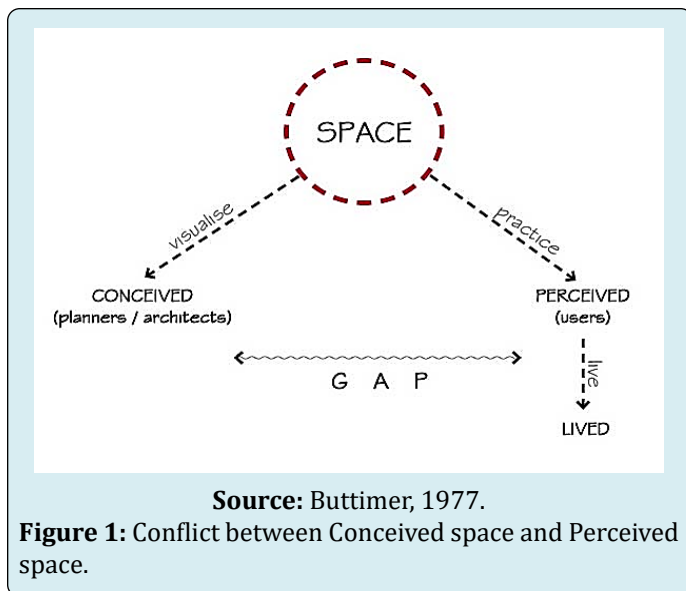 SPACE
visualise
practice
CONCEIVED
(planners / architects)
PERCEIVED
(users)
G A P
live
LIVED
Source: Buttimer, 1977.
Figure 1: Conflict between Conceived space and Perceived
space.